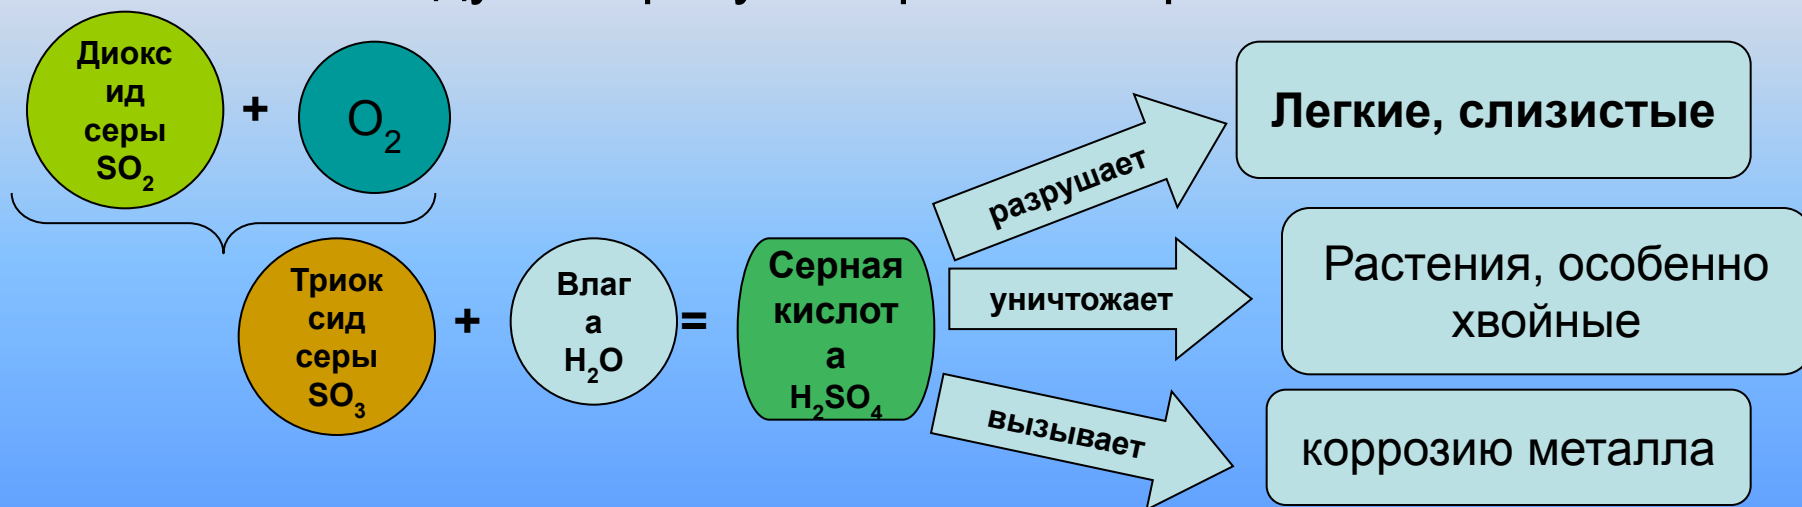 Диокс
ид
серы
SO₂
+
O₂
Триок
сид
серы
SO₃
+
Влаг
а
H₂O
=
Серная
кислот
а
H₂SO₄
разрушает
Легкие, слизистые
уничтожает
Растения, особенно
хвойные
вызывает
коррозию металла